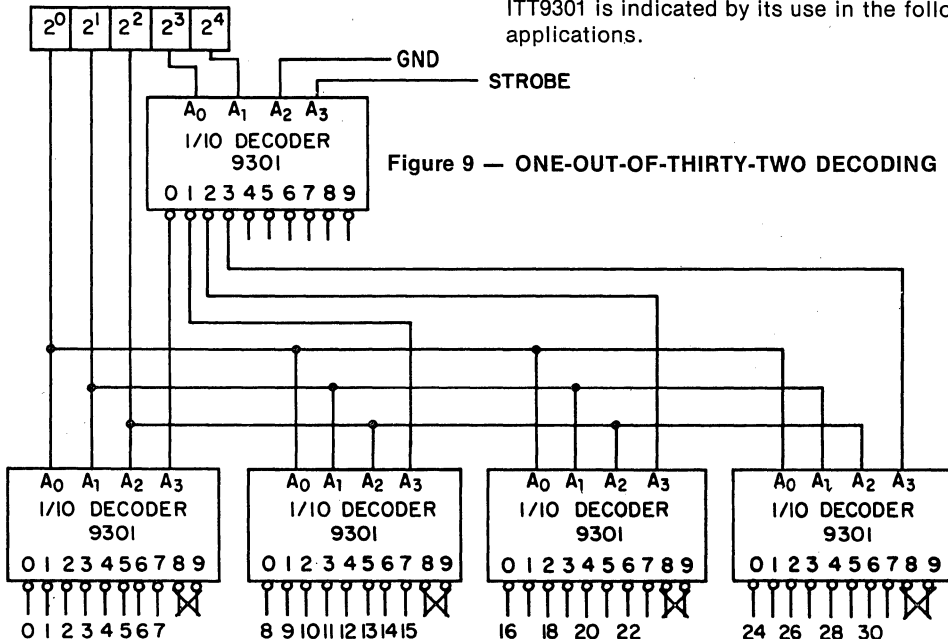 ITT9301 is indicated by its use in the
applications.
2⁰ 2¹ 2² 2³ 2⁴
GND
STROBE
A₀ A₁ A₂ A₃
1/10 DECODER
9301
0 1 2 3 4 5 6 7 8 9
Figure 9 — ONE-OUT-OF-THIRTY-TWO DECODING
A₀ A₁ A₂ A₃
1/10 DECODER
9301
0 1 2 3 4 5 6 7 8 9
0 1 2 3 4 5 6 7
A₀ A₁ A₂ A₃
1/10 DECODER
9301
0 1 2 3 4 5 6 7 8 9
8 9 10 11 12 13 14 15
A₀ A₁ A₂ A₃
1/10 DECODER
9301
0 1 2 3 4 5 6 7 8 9
16 18 20 22
A₀ A₁ A₂ A₃
1/10 DECODER
9301
0 1 2 3 4 5 6 7 8 9
24 26 28 30